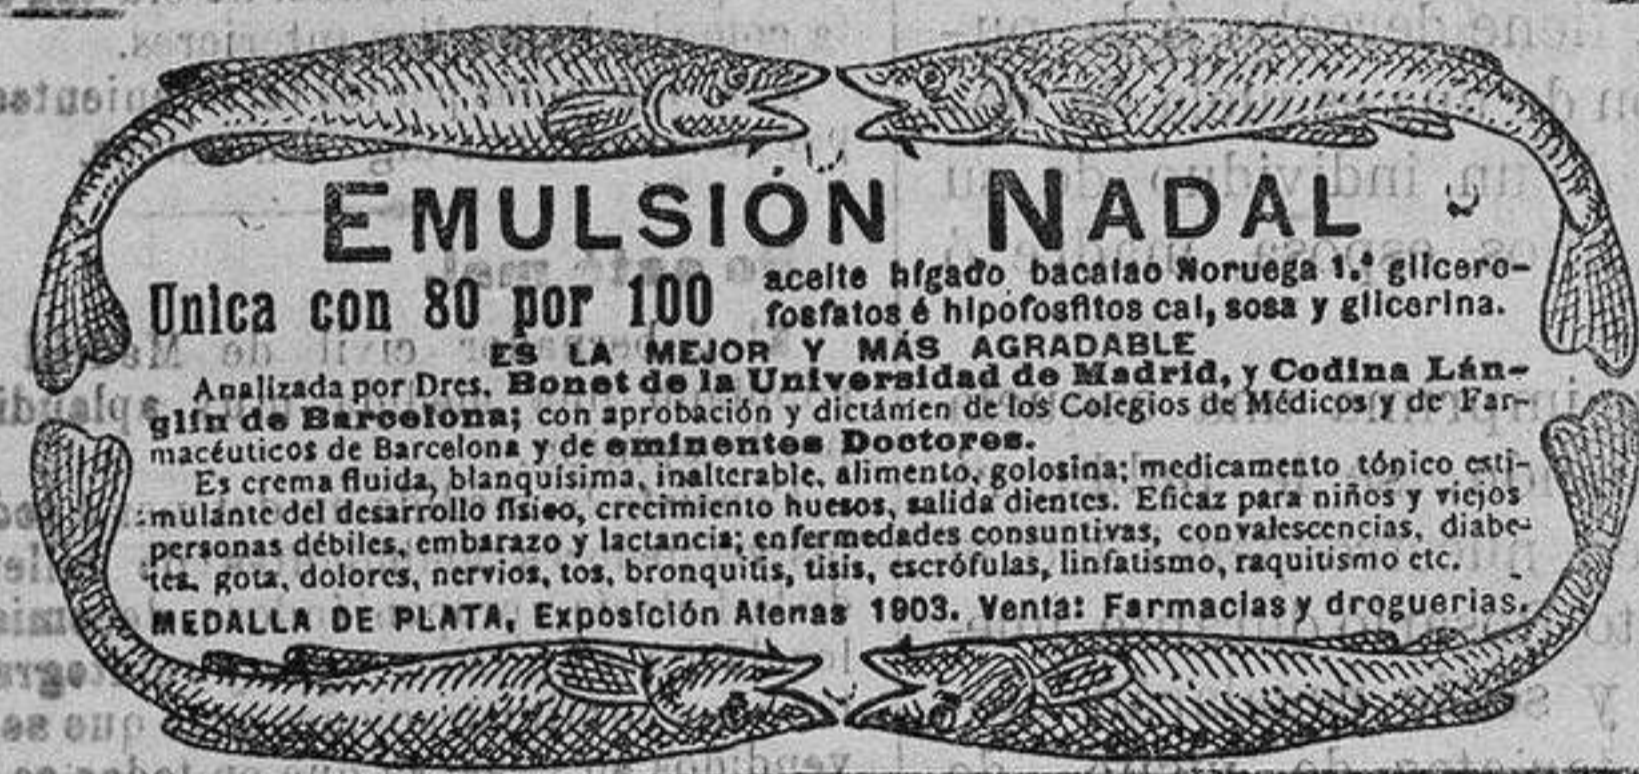 EMULSIÓN NADAL
Unica con 80 por 100 aceite hígado bacalao Noruega 1.ª glicero-
fosfatos é hipofosfitos cal, sosa y glicerina.
ES LA MEJOR Y MÁS AGRADABLE
Analizada por Dres. Bonet de la Universidad de Madrid, y Codina Lán-
glin de Barcelona; con aprobación y dictámen de los Colegios de Médicos y de Far-
macéuticos de Barcelona y de eminentes Doctores.
Es crema fluida, blanquísima, inalterable, alimento, golosina; medicamento tónico esti-
mulante del desarrollo físico, crecimiento huesos, salida dientes. Eficaz para niños y viejos
personas débiles, embarazo y lactancia; enfermedades consuntivas, convalescencias, diabe-
tes, gota, dolores, nervios, tos, bronquitis, tisis, escrófulas, linfatismo, raquitismo etc.
MEDALLA DE PLATA, Exposición Atenas 1903. Venta: Farmacias y droguerias.